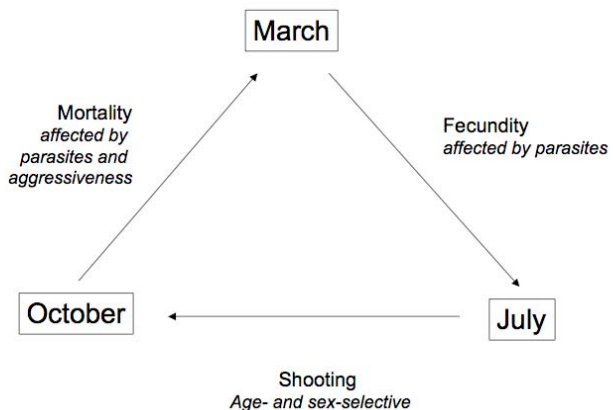 March
Mortality
affected by
parasites and
aggressiveness
Fecundity
affected by parasites
October
July
Shooting
Age- and sex-selective